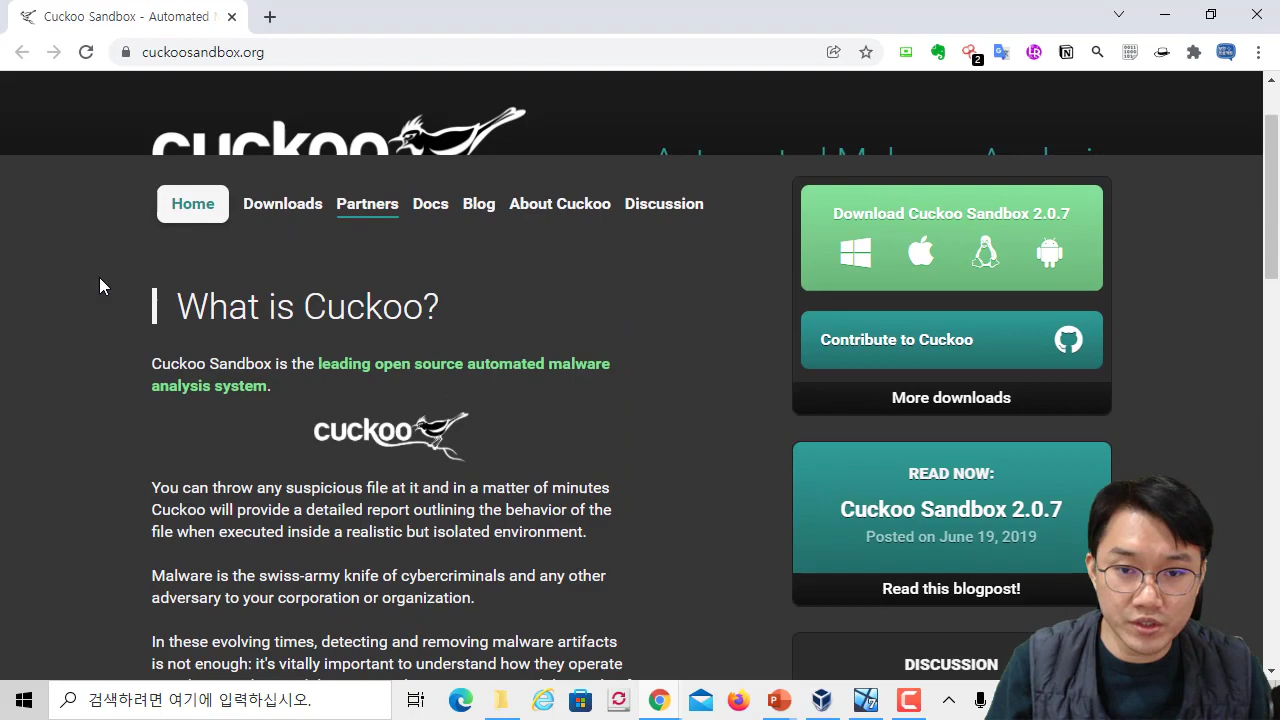 Cuckoo Sandbox - Automated
cuckoosandbox.org
2
cuckoo
Home Downloads Partners Docs Blog About Cuckoo Discussion
Download Cuckoo Sandbox 2.0.7
What is Cuckoo?
Contribute to Cuckoo
Cuckoo Sandbox is the leading open source automated malware
analysis system.
More downloads
cuckoo
READ NOW:
Cuckoo Sandbox 2.0.7
Posted on June 19, 2019
You can throw any suspicious file at it and in a matter of minutes
Cuckoo will provide a detailed report outlining the behavior of the
file when executed inside a realistic but isolated environment.
Read this blogpost!
Malware is the swiss-army knife of cybercriminals and any other
adversary to your corporation or organization.
In these evolving times, detecting and removing malware artifacts
is not enough: it's vitally important to understand how they operate
DISCUSSION
검색하려면 여기에 입력하십시오.